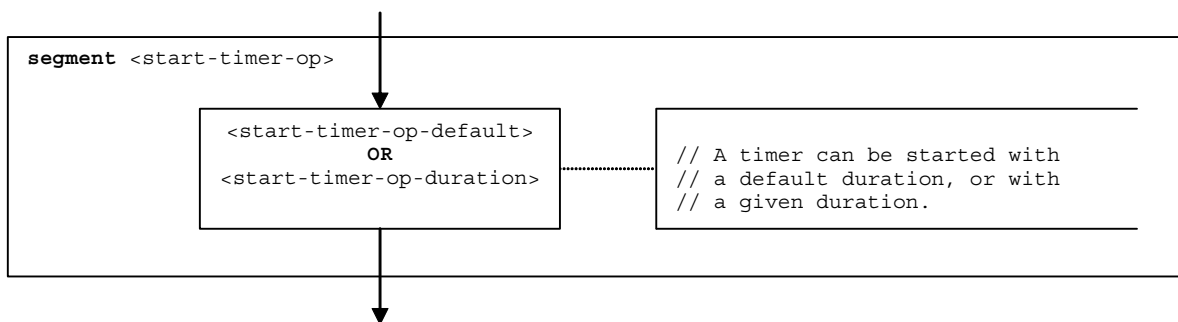 segment <start-timer-op>
<start-timer-op-default>
OR
<start-timer-op-duration>
// A timer can be started with
// a default duration, or with
// a given duration.